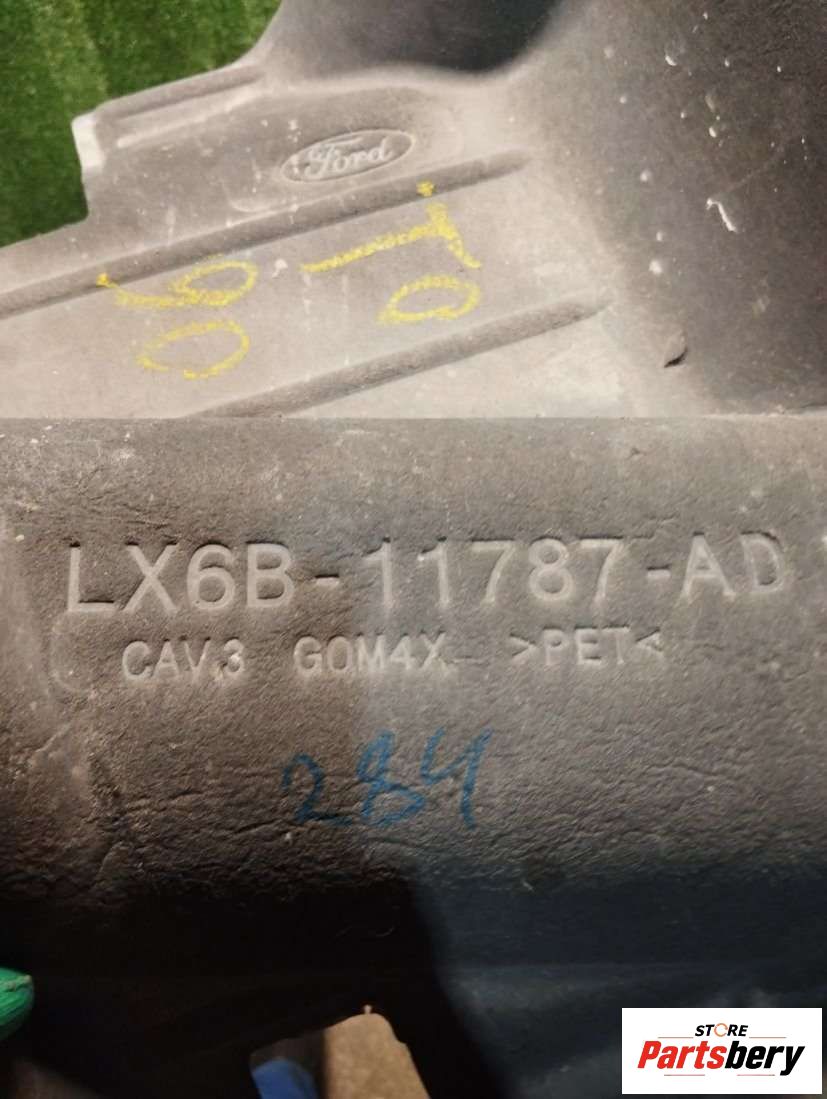 Ford
LX6B-11787-AD
CAV.3 GOM4X >PET<
284
STORE
Partsbery